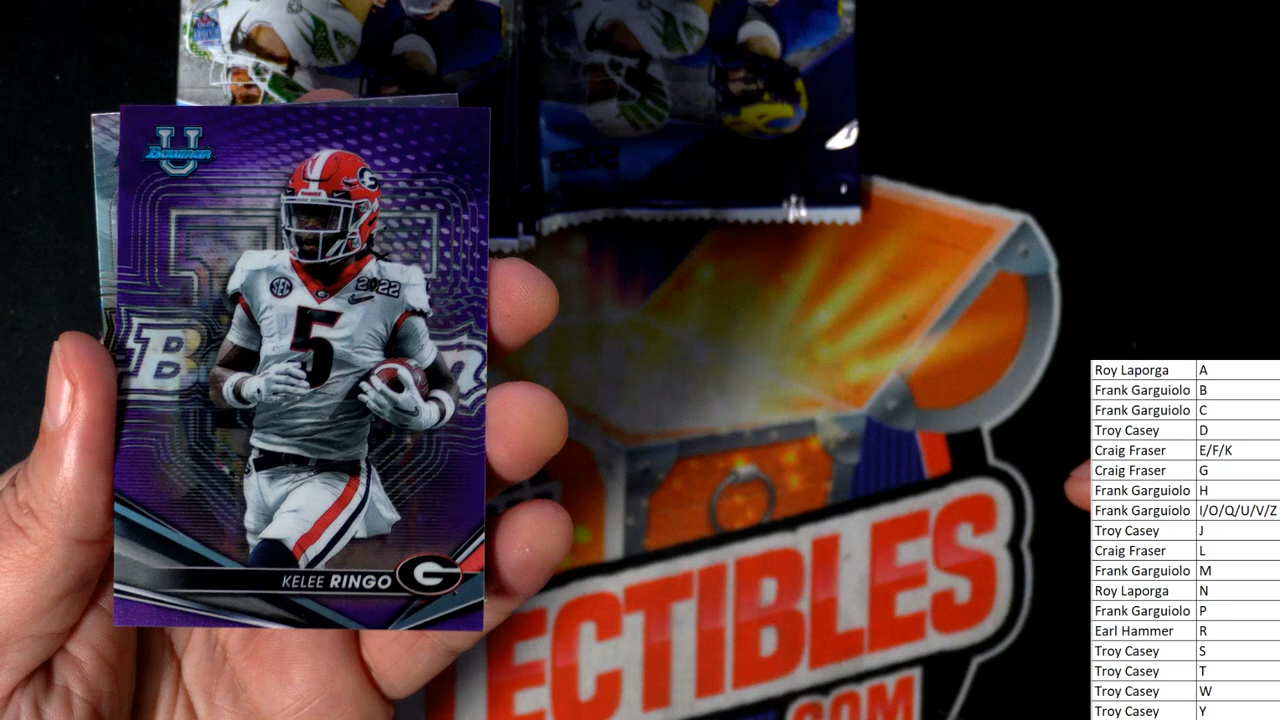 U
Bowman
G
SEC
G
2022
5
B
n
KELEE RINGO
G
ECTIBLES
.COM
Roy Laporga A
Frank Garguiolo B
Frank Garguiolo C
Troy Casey D
Craig Fraser E/F/K
Craig Fraser G
Frank Garguiolo H
Frank Garguiolo I/O/Q/U/V/Z
Troy Casey J
Craig Fraser L
Frank Garguiolo M
Roy Laporga N
Frank Garguiolo P
Earl Hammer R
Troy Casey S
Troy Casey T
Troy Casey W
Troy Casey Y